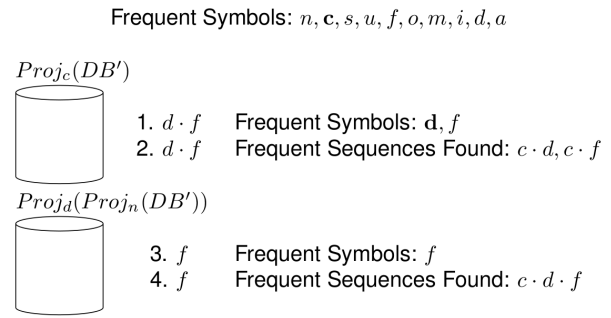 Frequent Symbols: n, c, s, u, f, o, m, i, d, a
Proj_c(DB′)
1. d · f Frequent Symbols: d, f
2. d · f Frequent Sequences Found: c · d, c · f
Proj_d(Proj_n(DB′))
3. f Frequent Symbols: f
4. f Frequent Sequences Found: c · d · f